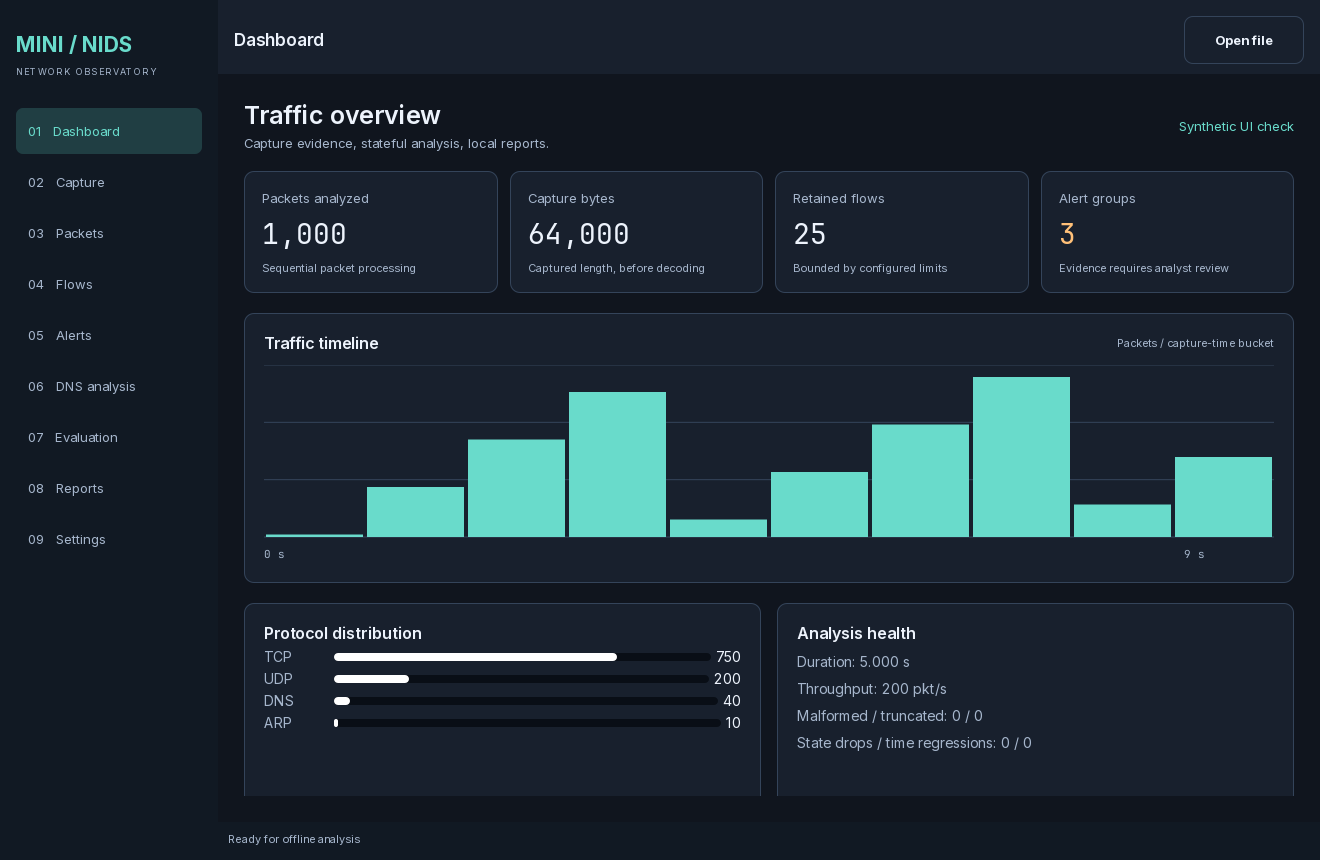 MINI / NIDS
NETWORK OBSERVATORY
01 Dashboard
02 Capture
03 Packets
04 Flows
05 Alerts
06 DNS analysis
07 Evaluation
08 Reports
09 Settings
Dashboard
Open file
Traffic overview
Capture evidence, stateful analysis, local reports.
Synthetic UI check
Packets analyzed
1,000
Sequential packet processing
Capture bytes
64,000
Captured length, before decoding
Retained flows
25
Bounded by configured limits
Alert groups
3
Evidence requires analyst review
Traffic timeline
Packets / capture-time bucket
0 s
9 s
Protocol distribution
TCP 750
UDP 200
DNS 40
ARP 10
Analysis health
Duration: 5.000 s
Throughput: 200 pkt/s
Malformed / truncated: 0 / 0
State drops / time regressions: 0 / 0
Ready for offline analysis